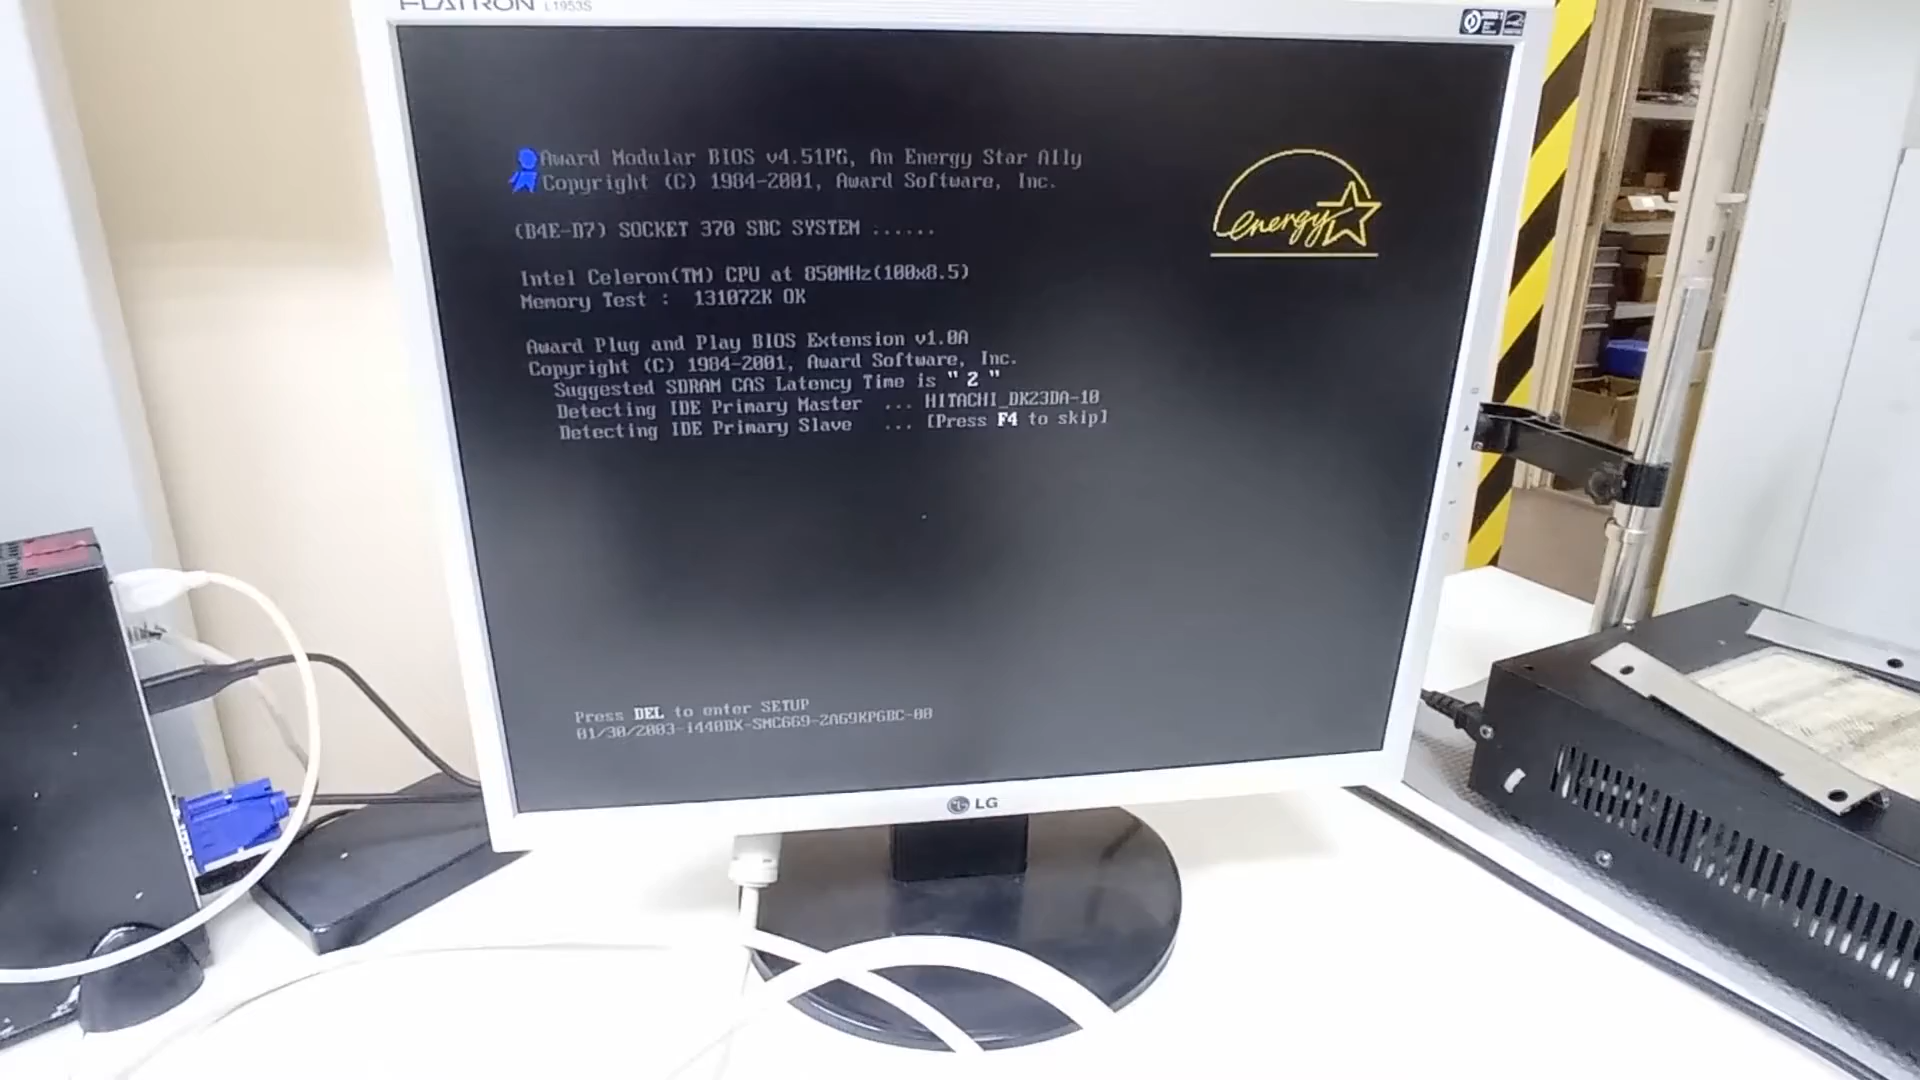 FLATRON L1953S
Award Modular BIOS v4.51PG, An Energy Star Ally
Copyright (C) 1984-2001, Award Software, Inc.
energy
(B4E-D7) SOCKET 370 SBC SYSTEM ......
Intel Celeron(TM) CPU at 850MHz(100x8.5)
Memory Test : 131072K OK
Award Plug and Play BIOS Extension v1.0A
Copyright (C) 1984-2001, Award Software, Inc.
Suggested SDRAM CAS Latency Time is " 2 "
Detecting IDE Primary Master ... HITACHI_DK23DA-10
Detecting IDE Primary Slave ... [Press F4 to skip]
Press DEL to enter SETUP
01/30/2003-i440BX-SMC669-2A69KPGBC-00
LG